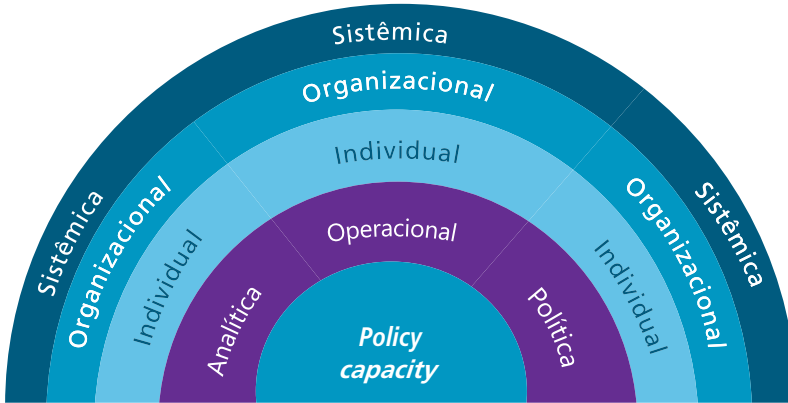 Sistêmica
Organizacional
Individual
Operacional
Sistêmica
Organizacional
Individual
Analítica
Policy
capacity
Política
Individual
Organizacional
Sistêmica